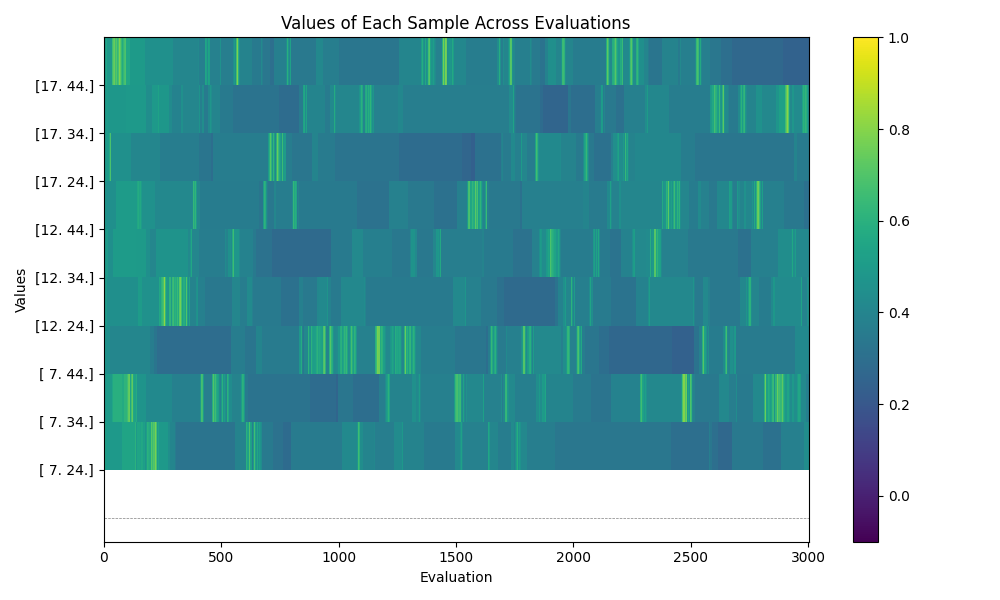 Values of Each Sample Across Evaluations
Values
[17. 44.]
[17. 34.]
[17. 24.]
[12. 44.]
[12. 34.]
[12. 24.]
[ 7. 44.]
[ 7. 34.]
[ 7. 24.]
0 500 1000 1500 2000 2500 3000
Evaluation
1.0
0.8
0.6
0.4
0.2
0.0